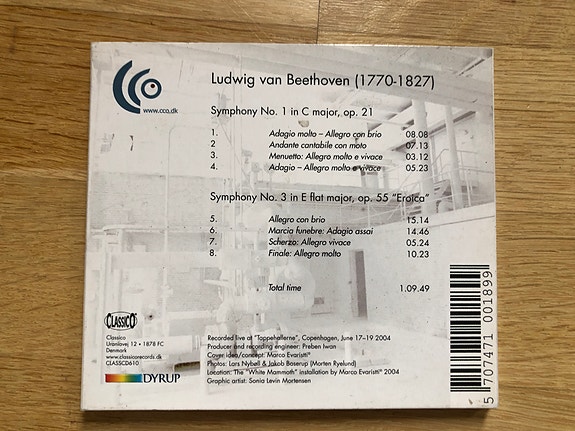 cco
www.cco.dk
Ludwig van Beethoven (1770-1827)
Symphony No. 1 in C major, op. 21
1. Adagio molto – Allegro con brio 08.08
2 Andante cantabile con moto 07.13
3. Menuetto: Allegro molto e vivace 03.12
4. Adagio – Allegro molto e vivace 05.23
Symphony No. 3 in E flat major, op. 55 "Eroica"
5. Allegro con brio 15.14
6. Marcia funebre: Adagio assai 14.46
7. Scherzo: Allegro vivace 05.24
8. Finale: Allegro molto 10.23
Total time 1.09.49
CLASSICO
Classico
Uraniavej 12 • 1878 FC
Denmark
www.classicorecords.dk
CLASSCD610
DYRUP
Recorded live at "Tappehallerne", Copenhagen, June 17–19 2004
Producer and recording engineer: Preben Iwan
Cover idea/concept: Marco Evaristti®
Photos: Lars Nybøll & Jakob Boserup (Morten Ryelund)
Location: The "White Mammoth" installation by Marco Evaristti® 2004
Graphic artist: Sonia Levin Mortensen
5 707471 001899